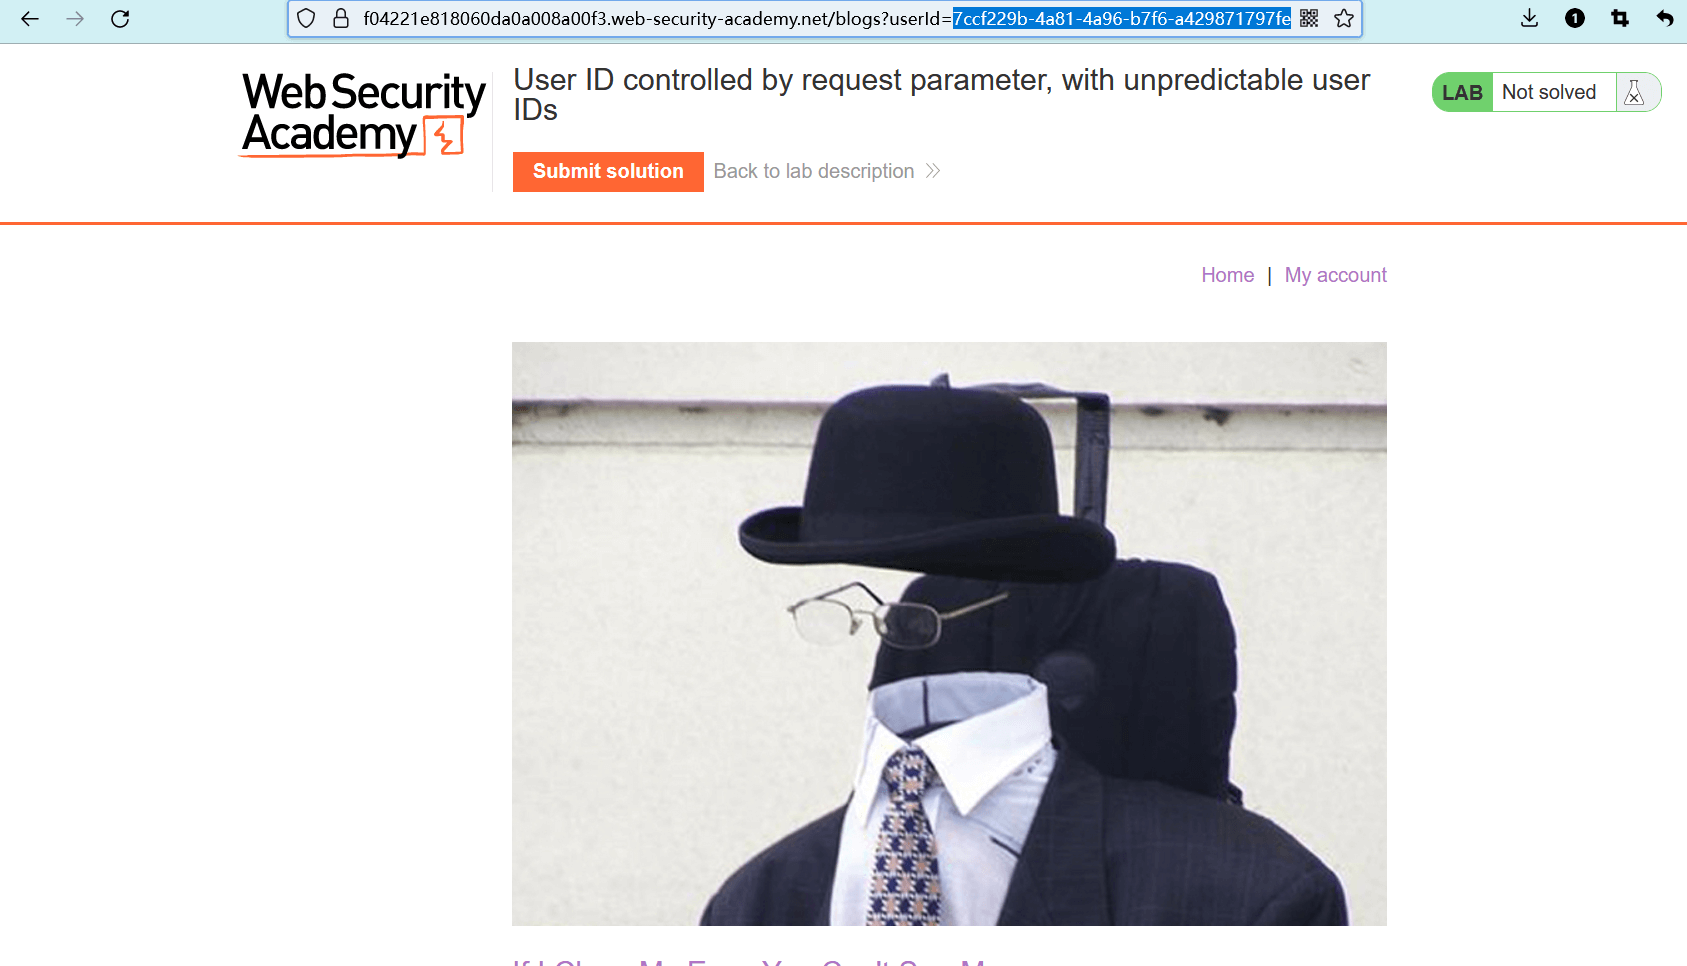 f04221e818060da0a008a00f3.web-security-academy.net/blogs?userId=7ccf229b-4a81-4a96-b7f6-a429871797fe
1
Web Security
Academy
User ID controlled by request parameter, with unpredictable user
IDs
LAB Not solved
Submit solution Back to lab description
Home | My account